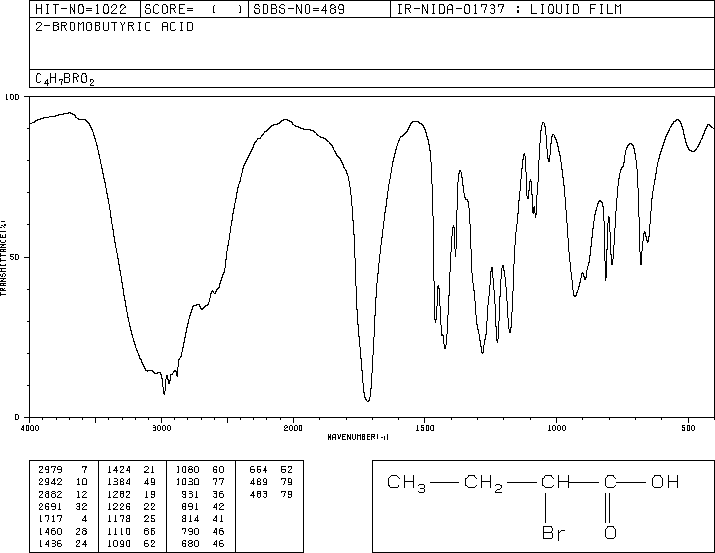 HIT-NO=1022 SCORE= ( ) SDBS-NO=489 IR-NIDA-01737 : LIQUID FILM
2-BROMOBUTYRIC ACID
C4H7BRO2
100
50
0
TRANSMITTANCE(%)
4000 3000 2000 1500 1000 500
2979 7 1424 21 1080 60 664 52
2942 10 1384 49 1030 77 489 79
2882 12 1282 19 931 36 483 79
2691 32 1226 22 891 42
1717 4 1178 25 814 41
1460 28 1110 66 790 46
1436 24 1090 62 680 46
CH3 CH2 CH C OH
Br O